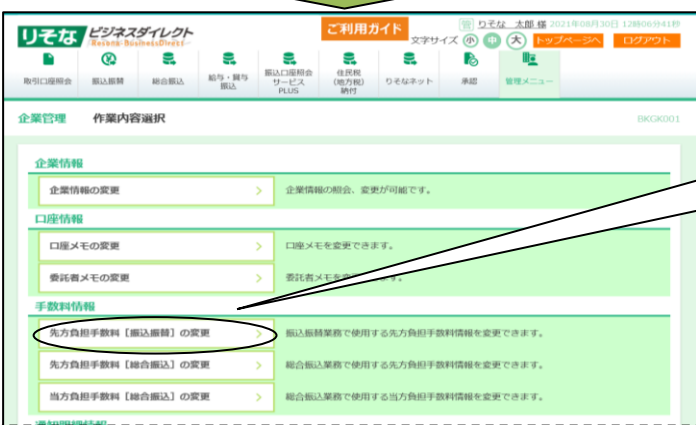 りそな ビジネスダイレクト
Resona BusinessDirect
ご利用ガイド
管 りそな 太郎 様 2021年08月30日 12時06分41秒
文字サイズ 小 中 大 トップページへ ログアウト
取引口座照会
振込振替
総合振込
給与・賞与
振込
振込口座照会
サービス
PLUS
住民税
(地方税)
納付
りそなネット
承認
管理メニュー
企業管理 作業内容選択 BKGK001
企業情報
企業情報の変更 > 企業情報の照会、変更が可能です。
口座情報
口座メモの変更 > 口座メモを変更できます。
委託者メモの変更 > 委託者メモを変更できます。
手数料情報
先方負担手数料［振込振替］の変更 > 振込振替業務で使用する先方負担手数料情報を変更できます。
先方負担手数料［総合振込］の変更 > 総合振込業務で使用する先方負担手数料情報を変更できます。
当方負担手数料［総合振込］の変更 > 総合振込業務で使用する当方負担手数料情報を変更できます。